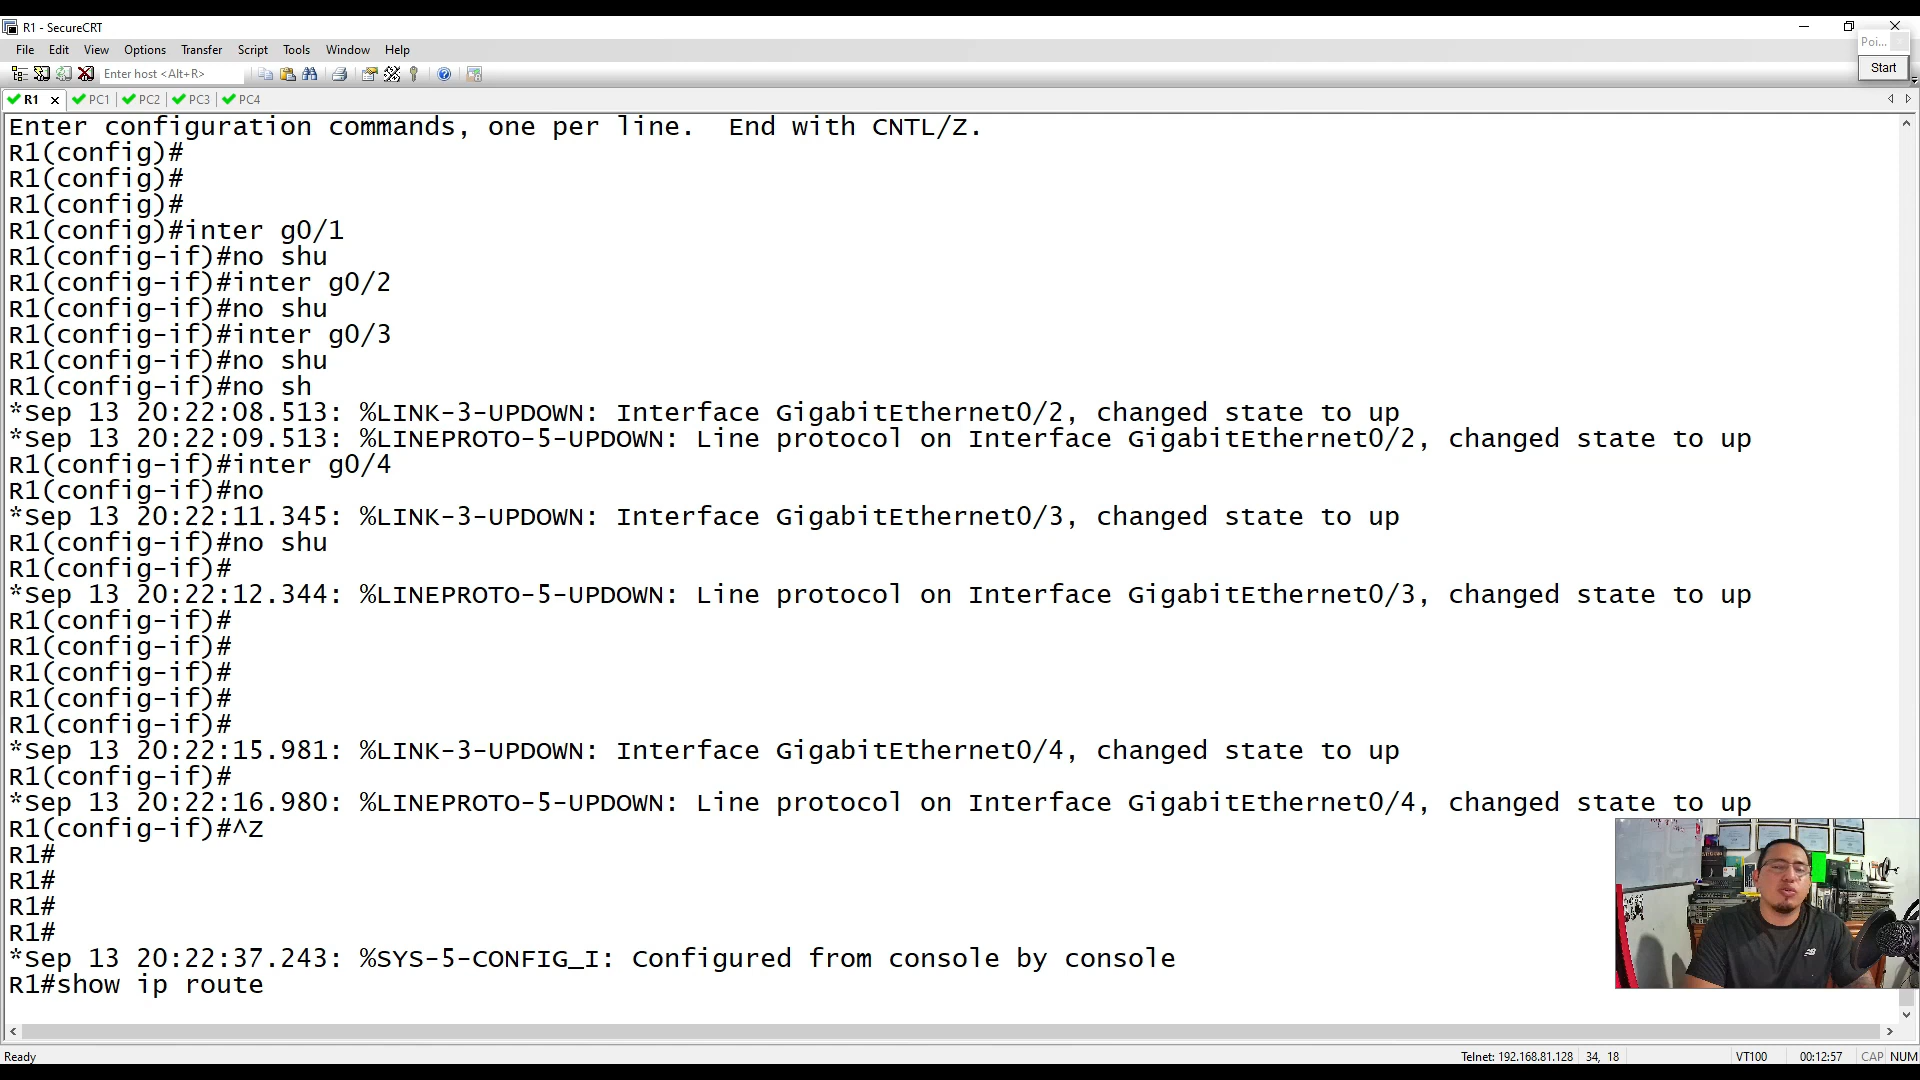 R1 - SecureCRT
File Edit View Options Transfer Script Tools Window Help
Poi...
Enter host <Alt+R>
Start
R1 PC1 PC2 PC3 PC4
Enter configuration commands, one per line.  End with CNTL/Z.
R1(config)#
R1(config)#
R1(config)#
R1(config)#inter g0/1
R1(config-if)#no shu
R1(config-if)#inter g0/2
R1(config-if)#no shu
R1(config-if)#inter g0/3
R1(config-if)#no shu
R1(config-if)#no sh
*Sep 13 20:22:08.513: %LINK-3-UPDOWN: Interface GigabitEthernet0/2, changed state to up
*Sep 13 20:22:09.513: %LINEPROTO-5-UPDOWN: Line protocol on Interface GigabitEthernet0/2, changed state to up
R1(config-if)#inter g0/4
R1(config-if)#no
*Sep 13 20:22:11.345: %LINK-3-UPDOWN: Interface GigabitEthernet0/3, changed state to up
R1(config-if)#no shu
R1(config-if)#
*Sep 13 20:22:12.344: %LINEPROTO-5-UPDOWN: Line protocol on Interface GigabitEthernet0/3, changed state to up
R1(config-if)#
R1(config-if)#
R1(config-if)#
R1(config-if)#
R1(config-if)#
*Sep 13 20:22:15.981: %LINK-3-UPDOWN: Interface GigabitEthernet0/4, changed state to up
R1(config-if)#
*Sep 13 20:22:16.980: %LINEPROTO-5-UPDOWN: Line protocol on Interface GigabitEthernet0/4, changed state to up
R1(config-if)#^Z
R1#
R1#
R1#
R1#
*Sep 13 20:22:37.243: %SYS-5-CONFIG_I: Configured from console by console
R1#show ip route
Ready Telnet: 192.168.81.128 34, 18 VT100 00:12:57 CAP NUM